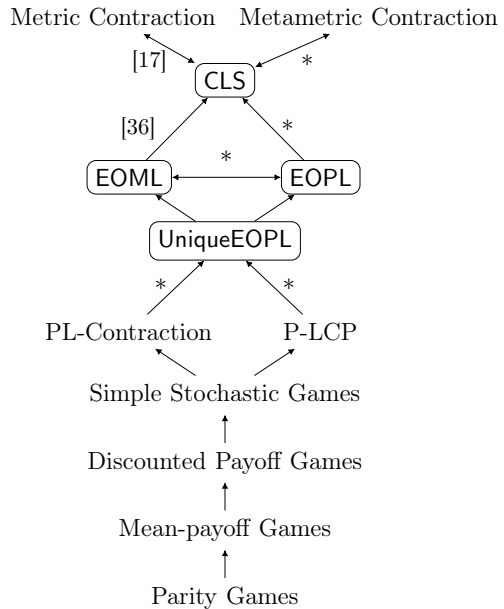 Metric Contraction Metametric Contraction
[17] *
CLS
[36] *
*
EOML EOPL
UniqueEOPL
* *
PL-Contraction P-LCP
Simple Stochastic Games
Discounted Payoff Games
Mean-payoff Games
Parity Games